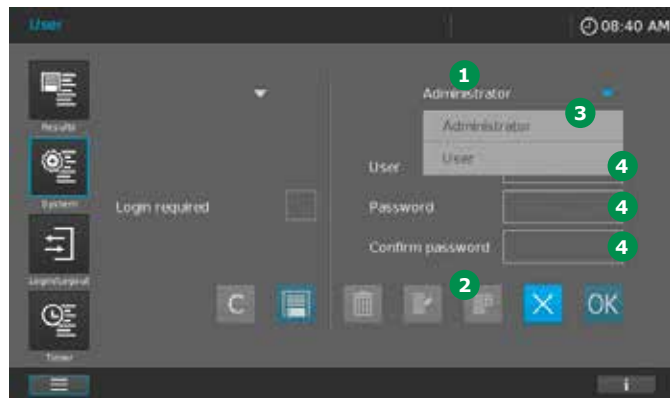 User
08:40 AM
1
Administrator
3
Administrator
User
Results
User
4
System
Login required
Password
4
Confirm password
4
Login/Logout
2
C
OK
Timer
i